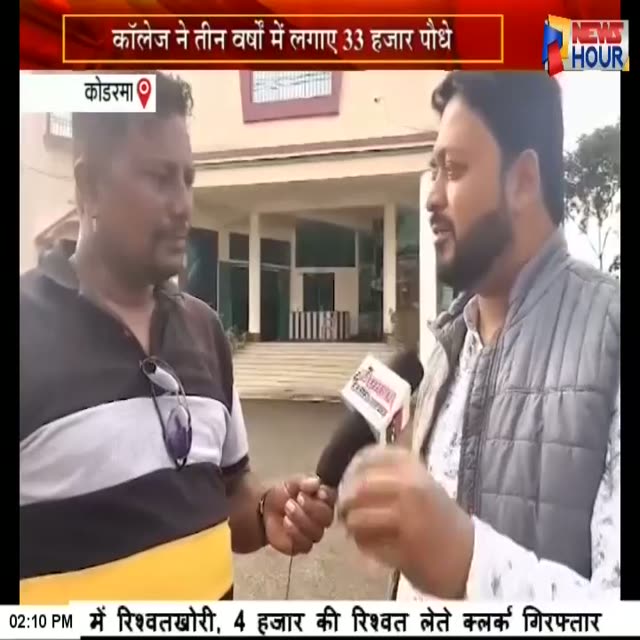 कॉलेज ने तीन वर्षों में लगाए 33 हजार पौधे
NEWS
HOUR
कोडरमा
02:10 PM में रिश्वतखोरी, 4 हजार की रिश्वत लेते क्लर्क गिरफ्तार